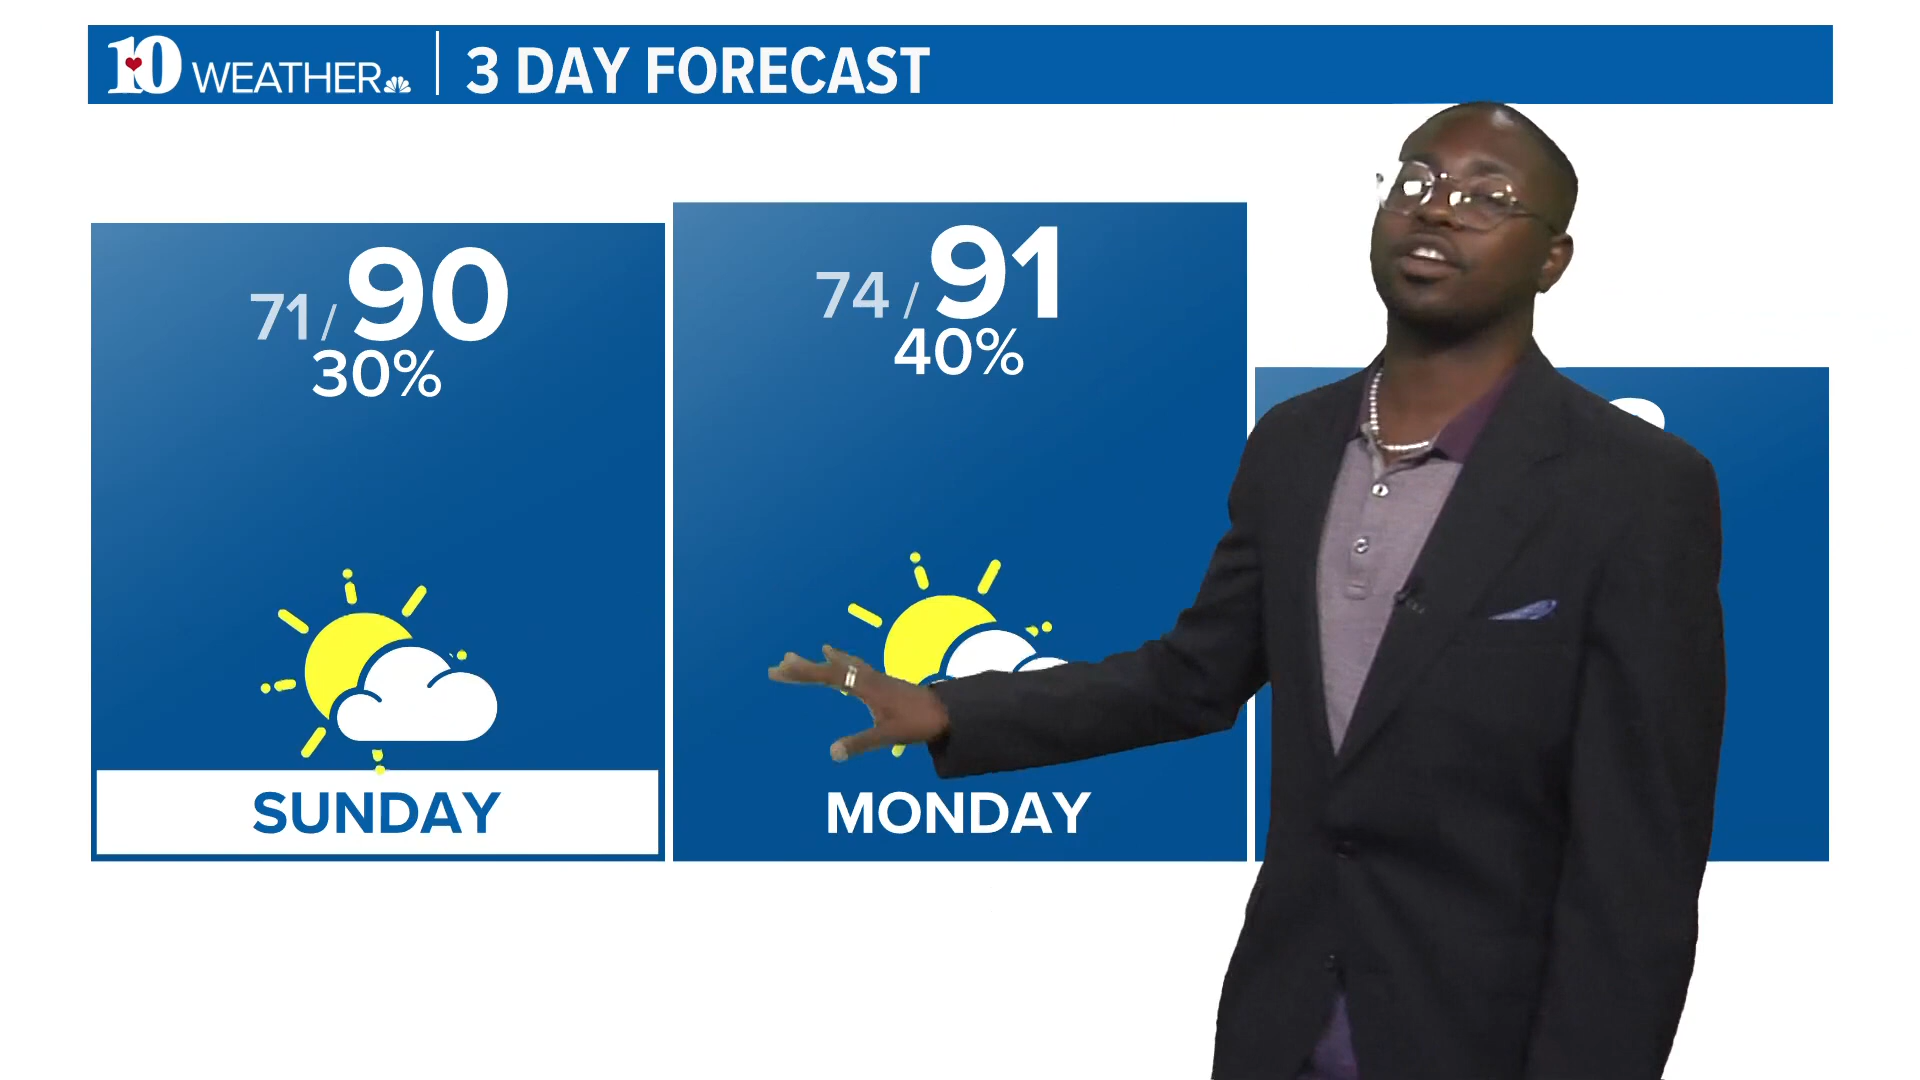 10 WEATHER
3 DAY FORECAST
71/90
30%
SUNDAY
74/91
40%
MONDAY